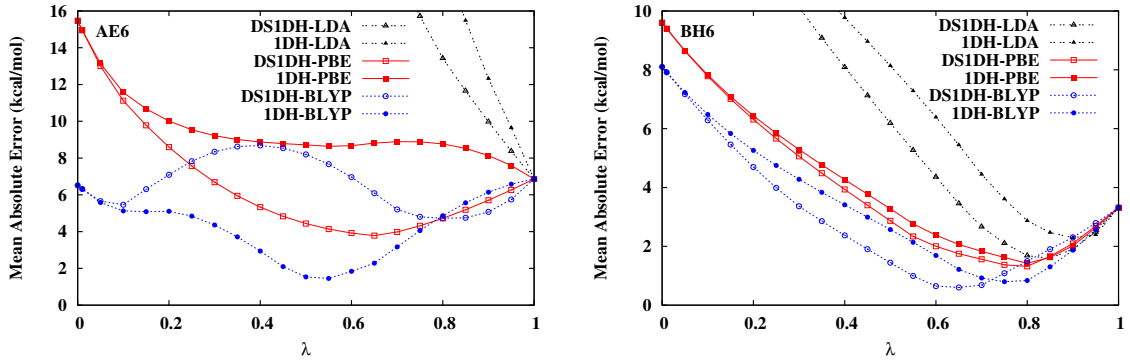 AE6
DS1DH-LDA
1DH-LDA
DS1DH-PBE
1DH-PBE
DS1DH-BLYP
1DH-BLYP
Mean Absolute Error (kcal/mol)
16
14
12
10
8
6
4
2
0
0
0.2
0.4
0.6
0.8
1
λ
BH6
DS1DH-LDA
1DH-LDA
DS1DH-PBE
1DH-PBE
DS1DH-BLYP
1DH-BLYP
Mean Absolute Error (kcal/mol)
10
8
6
4
2
0
0
0.2
0.4
0.6
0.8
1
λ